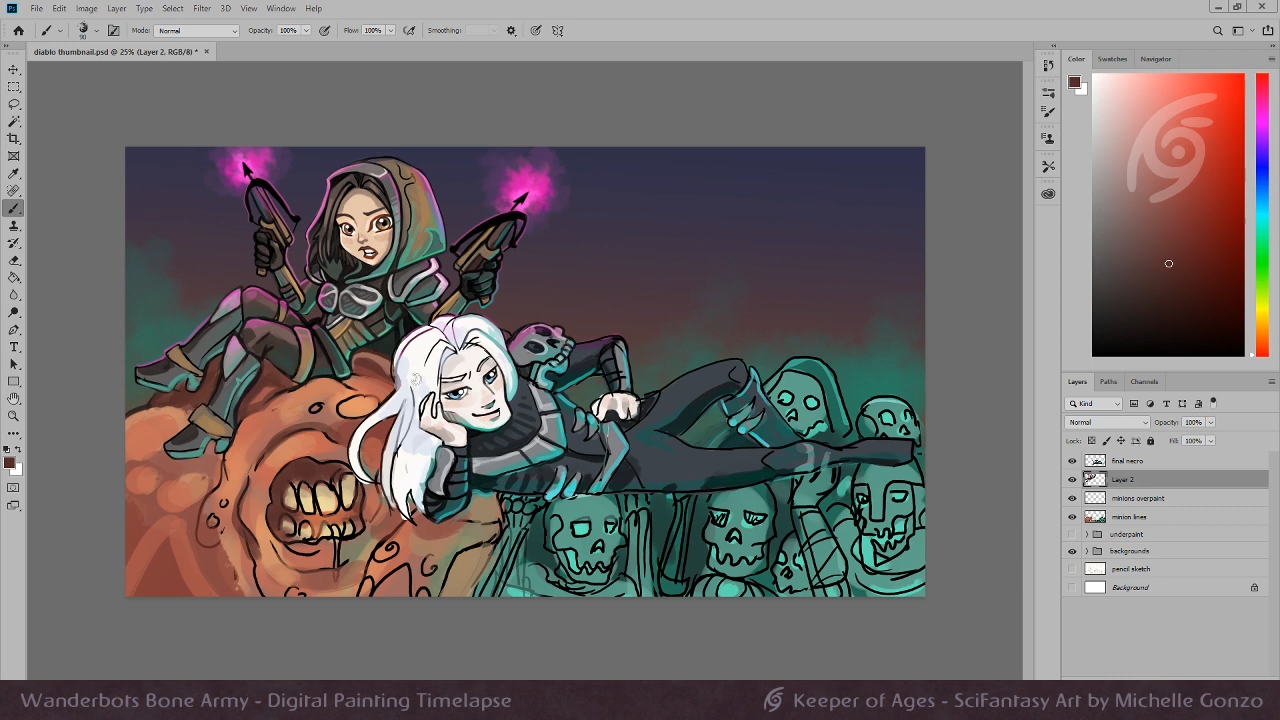 Ps File Edit Image Layer Type Select Filter 3D View Window Help
90 Mode: Normal Opacity: 100% Flow: 100% Smoothing:
diablo thumbnail.psd @ 25% (Layer 2, RGB/8) * ×
Color Swatches Navigator
Layers Paths Channels
Kind
Normal Opacity: 100%
Lock: Fill: 100%
final necro
Layer 2
minions overpaint
minion lines
underpaint
backgrounds
pencil sketch
Background
Wanderbots Bone Army - Digital Painting Timelapse Keeper of Ages - SciFantasy Art by Michelle Gonzo